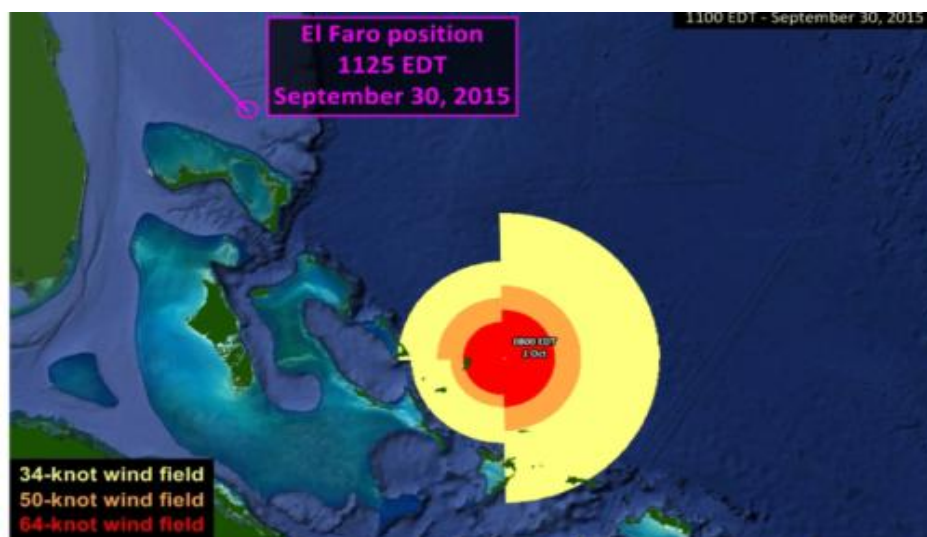 1100 EDT - September 30, 2015
El Faro position
1125 EDT
September 30, 2015
0800 EDT
1 Oct
34-knot wind field
50-knot wind field
64-knot wind field